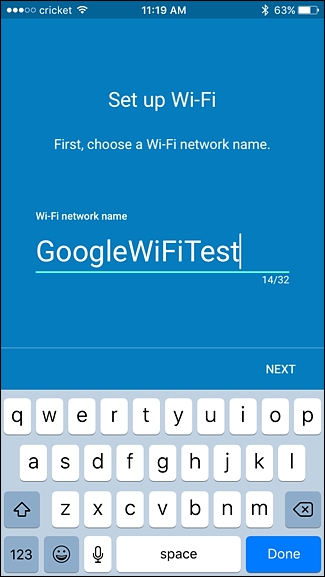 cricket 11:19 AM 63%
Set up Wi-Fi
First, choose a Wi-Fi network name.
Wi-Fi network name
GoogleWiFiTest
14/32
NEXT
q w e r t y u i o p
a s d f g h j k l
z x c v b n m
123 space Done